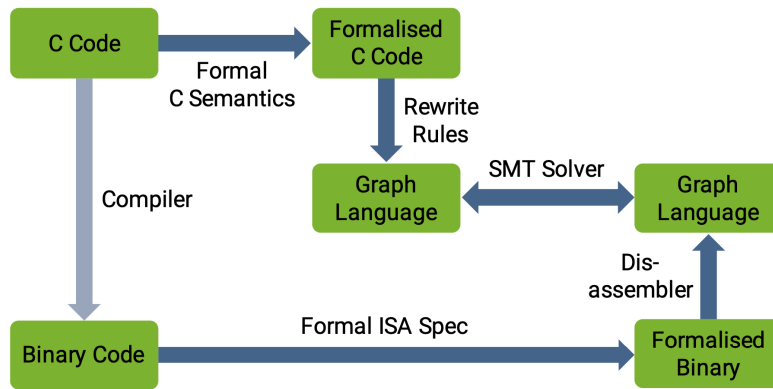 C Code
Formal
C Semantics
Formalised
C Code
Rewrite
Rules
Compiler
Graph
Language
SMT Solver
Graph
Language
Dis-
assembler
Binary Code
Formal ISA Spec
Formalised
Binary